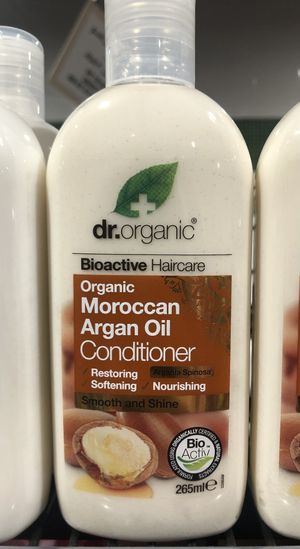 dr.organic®
Bioactive Haircare
Organic
Moroccan
Argan Oil
Conditioner
✓ Restoring
Argania Spinosa
✓ Softening ✓ Nourishing
Smooth and Shine
Bio
Activ
265ml℮